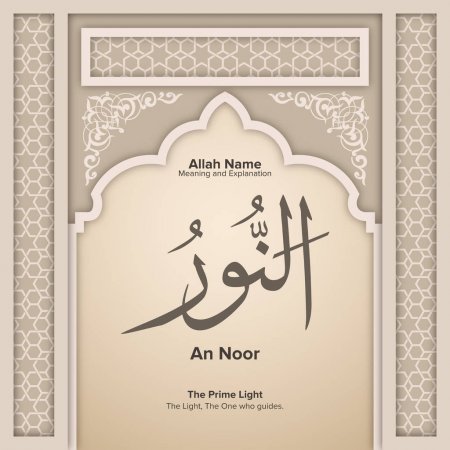 Allah Name
Meaning and Explanation
النُّورُ
An Noor
The Prime Light
The Light, The One who guides.